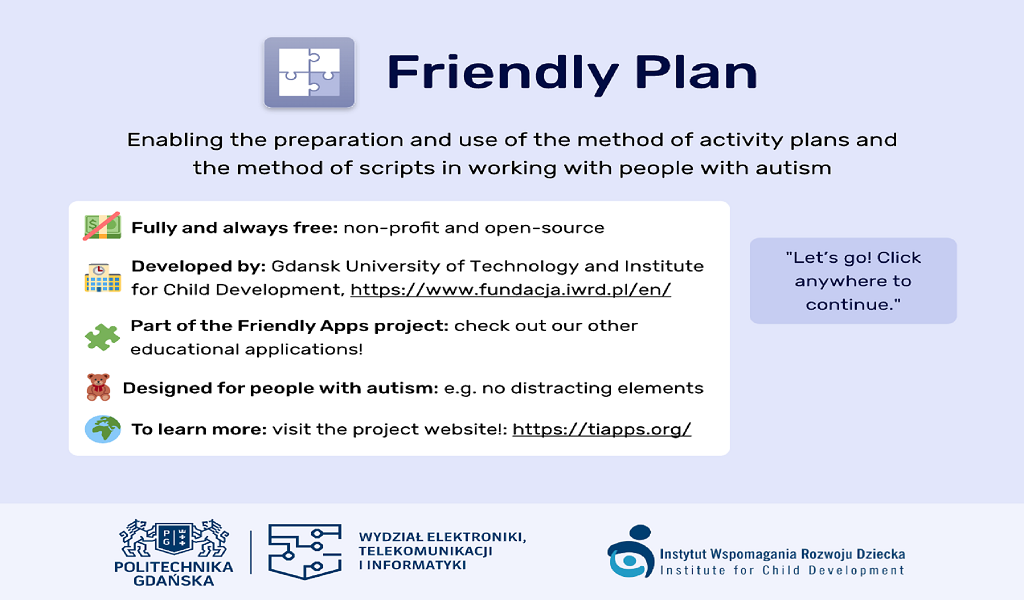 Friendly Plan
Enabling the preparation and use of the method of activity plans and
the method of scripts in working with people with autism
Fully and always free: non-profit and open-source
Developed by: Gdansk University of Technology and Institute
for Child Development, https://www.fundacja.iwrd.pl/en/
Part of the Friendly Apps project: check out our other
educational applications!
Designed for people with autism: e.g. no distracting elements
To learn more: visit the project website!: https://tiapps.org/
"Let’s go! Click
anywhere to
continue."
P G
POLITECHNIKA
GDAŃSKA
WYDZIAŁ ELEKTRONIKI,
TELEKOMUNIKACJI
I INFORMATYKI
Instytut Wspomagania Rozwoju Dziecka
Institute for Child Development